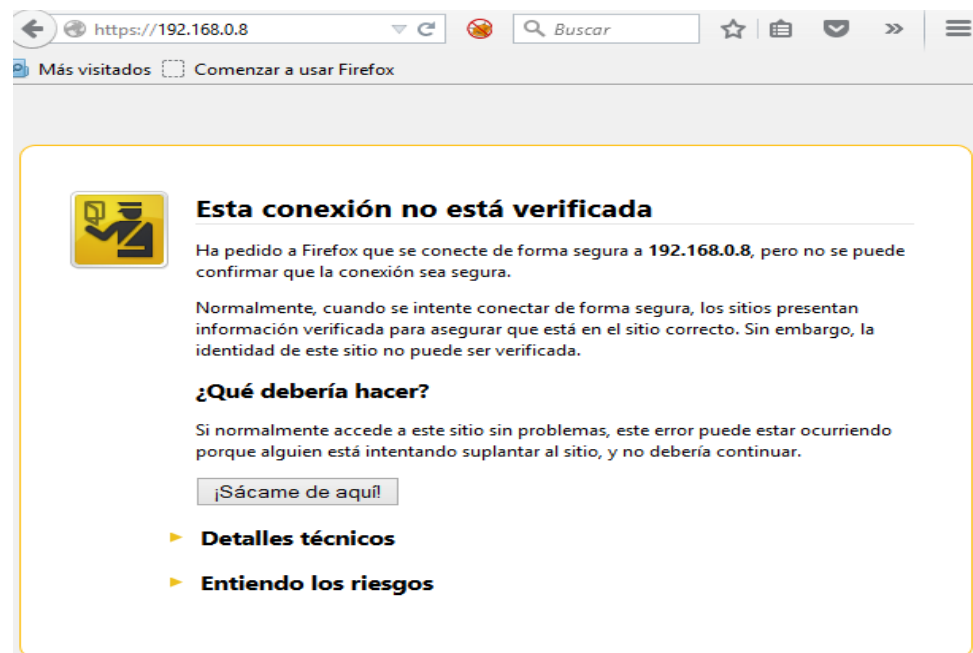 https://192.168.0.8
Buscar
Más visitados
Comenzar a usar Firefox
Esta conexión no está verificada
Ha pedido a Firefox que se conecte de forma segura a 192.168.0.8, pero no se puede
confirmar que la conexión sea segura.
Normalmente, cuando se intente conectar de forma segura, los sitios presentan
información verificada para asegurar que está en el sitio correcto. Sin embargo, la
identidad de este sitio no puede ser verificada.
¿Qué debería hacer?
Si normalmente accede a este sitio sin problemas, este error puede estar ocurriendo
porque alguien está intentando suplantar al sitio, y no debería continuar.
¡Sácame de aquí!
Detalles técnicos
Entiendo los riesgos